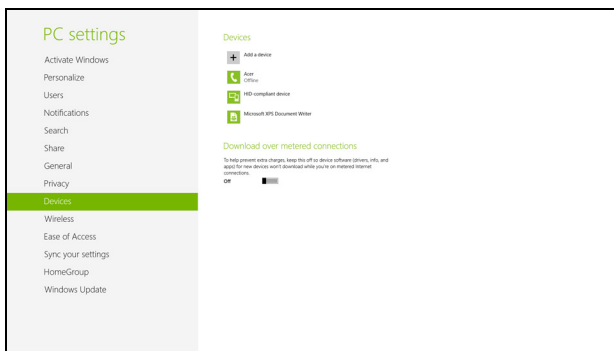 PC settings
Activate Windows
Personalize
Users
Notifications
Search
Share
General
Privacy
Devices
Wireless
Ease of Access
Sync your settings
HomeGroup
Windows Update
Devices
Add a device
Acer
Offline
HID-compliant device
Microsoft XPS Document Writer
Download over metered connections
To help prevent extra charges, keep this off so device software (drivers, info, and
apps) for new devices won't download while you're on metered Internet
connections.
Off